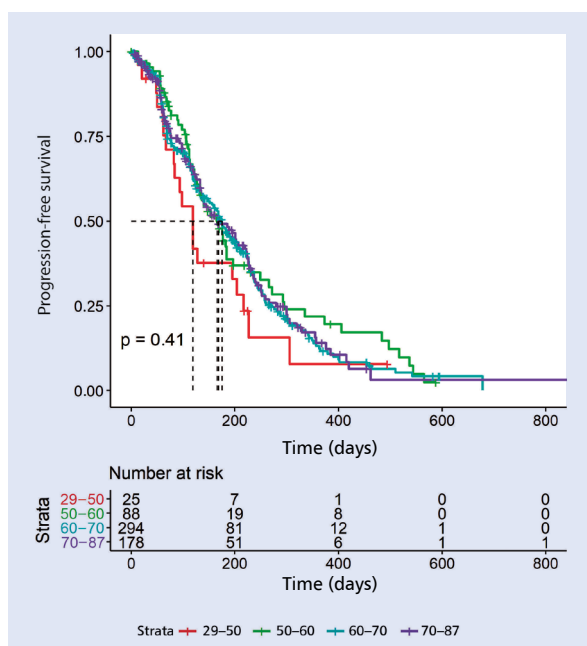 Progression-free survival
1.00
0.75
0.50
0.25
0.00
p = 0.41
0 200 400 600 800
Time (days)
Number at risk
Strata
29–50 25 7 1 0 0
50–60 88 19 8 0 0
60–70 294 81 12 1 0
70–87 178 51 6 1 1
0 200 400 600 800
Time (days)
Strata 29–50 50–60 60–70 70–87